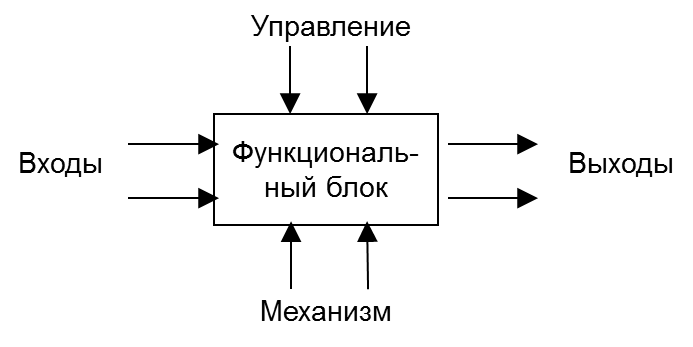 Управление
Входы
Функциональ-
ный блок
Выходы
Механизм